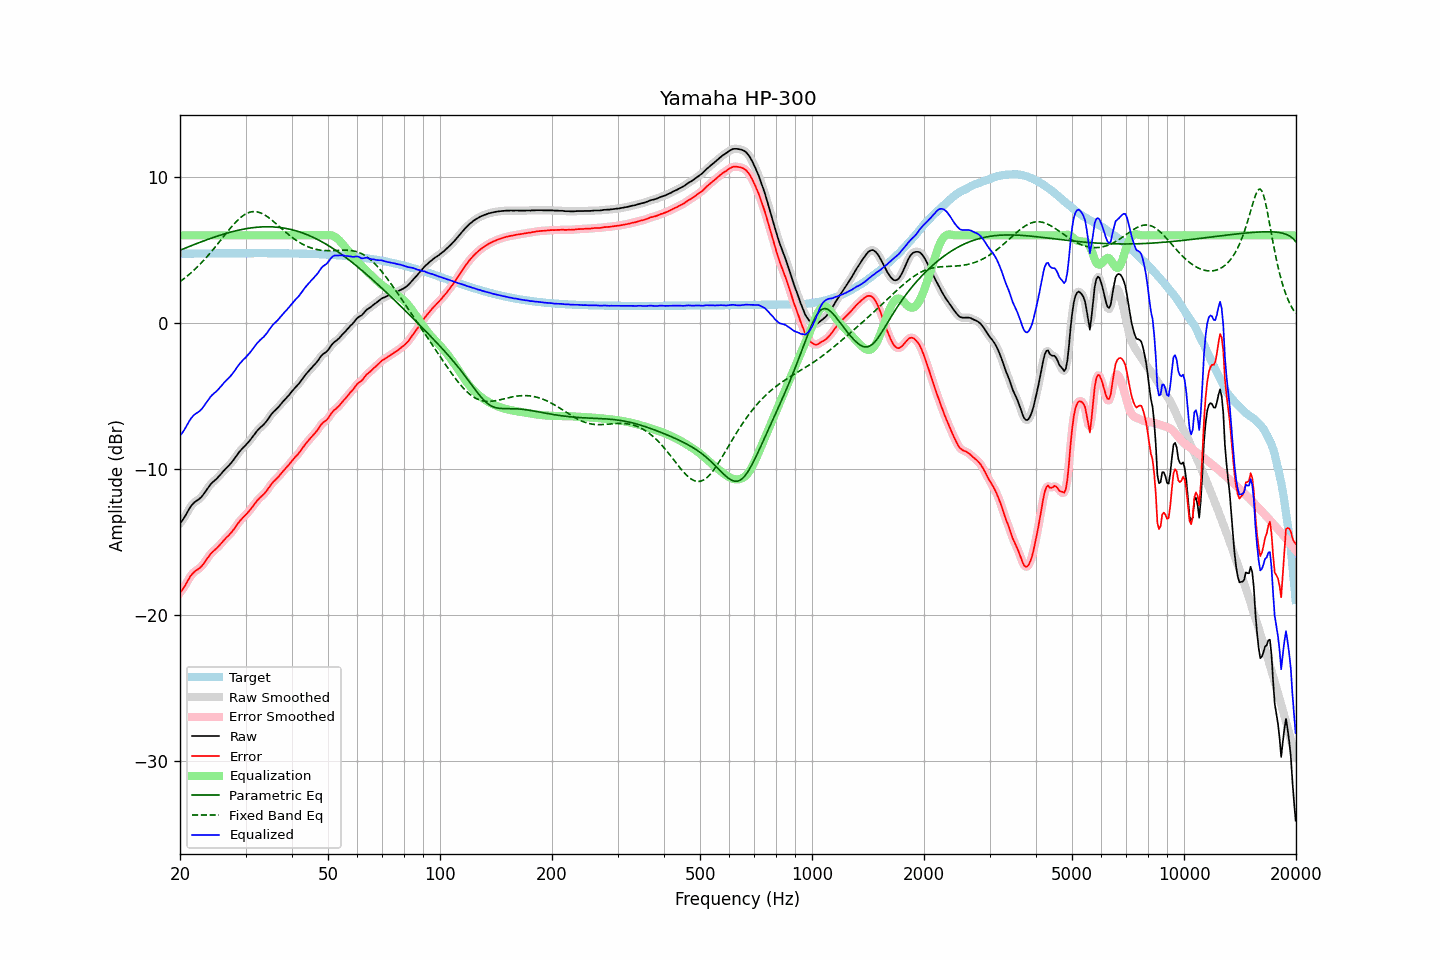 Yamaha HP-300
Amplitude (dBr)
10
0
−10
−20
−30
Target
Raw Smoothed
Error Smoothed
Raw
Error
Equalization
Parametric Eq
Fixed Band Eq
Equalized
20 50 100 200 500 1000 2000 5000 10000 20000
Frequency (Hz)